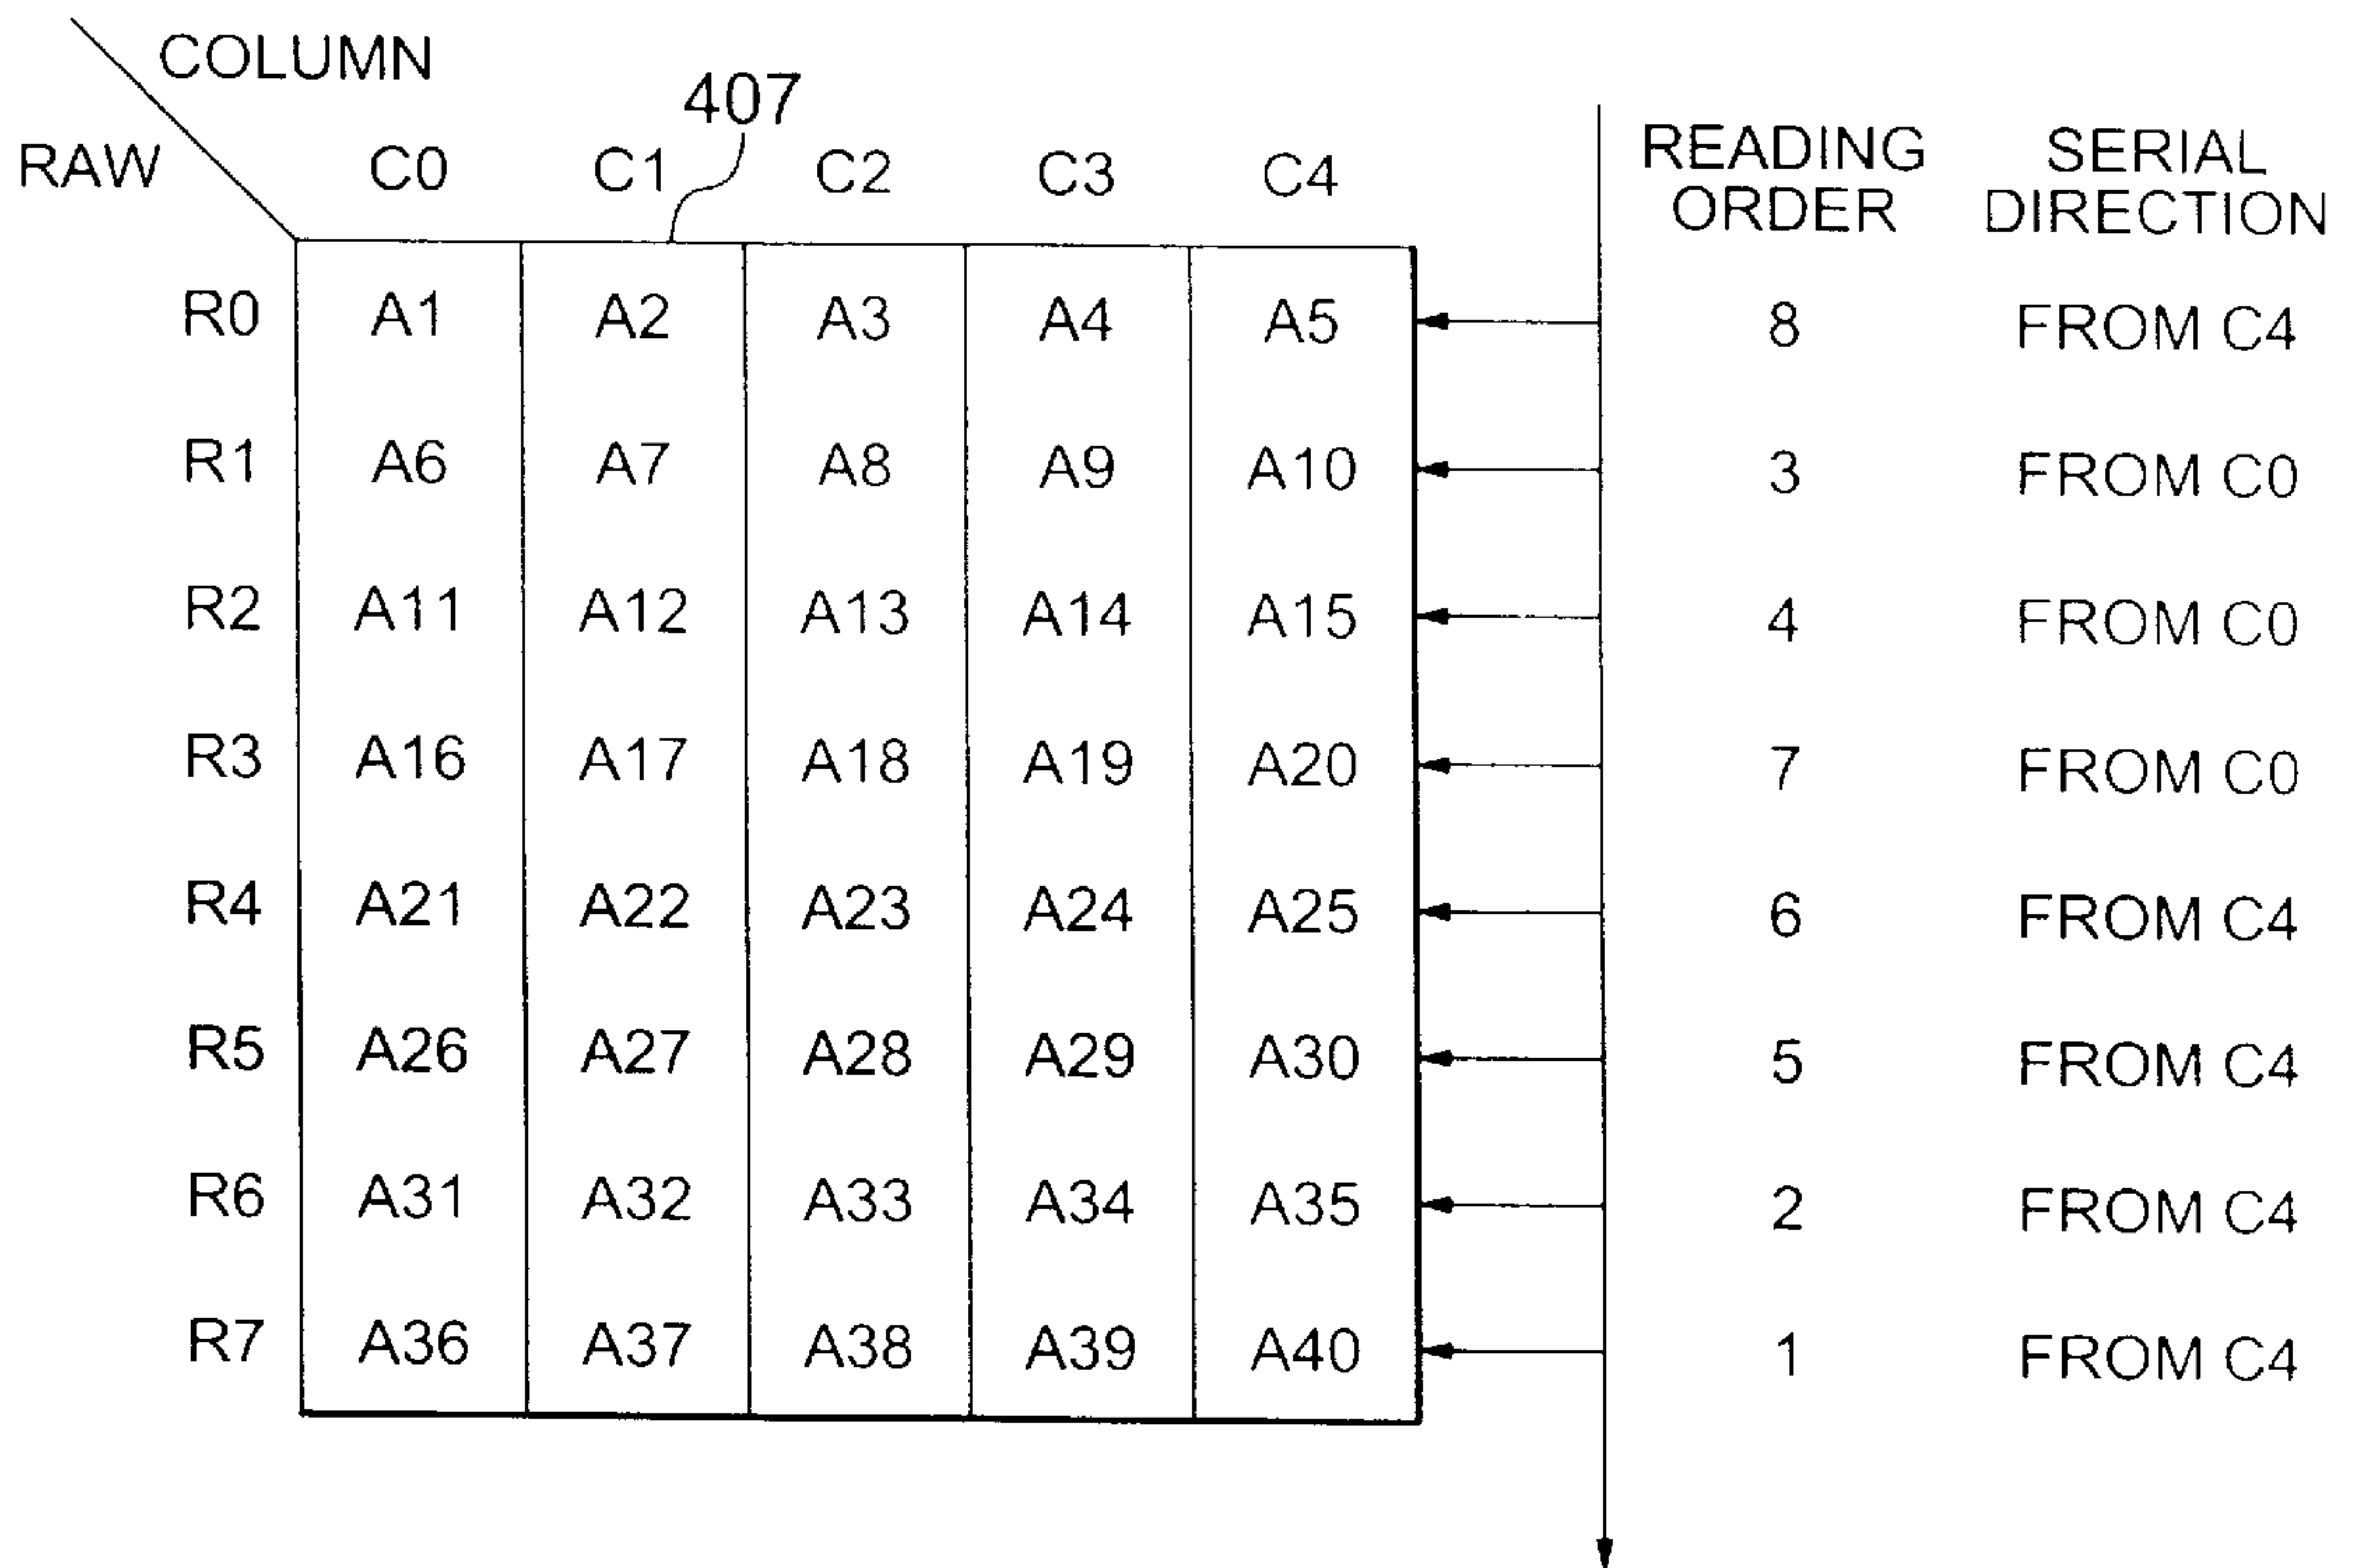 COLUMN
407
RAW C0 C1 C2 C3 C4 READING ORDER SERIAL DIRECTION
R0 A1 A2 A3 A4 A5 8 FROM C4
R1 A6 A7 A8 A9 A10 3 FROM C0
R2 A11 A12 A13 A14 A15 4 FROM C0
R3 A16 A17 A18 A19 A20 7 FROM C0
R4 A21 A22 A23 A24 A25 6 FROM C4
R5 A26 A27 A28 A29 A30 5 FROM C4
R6 A31 A32 A33 A34 A35 2 FROM C4
R7 A36 A37 A38 A39 A40 1 FROM C4